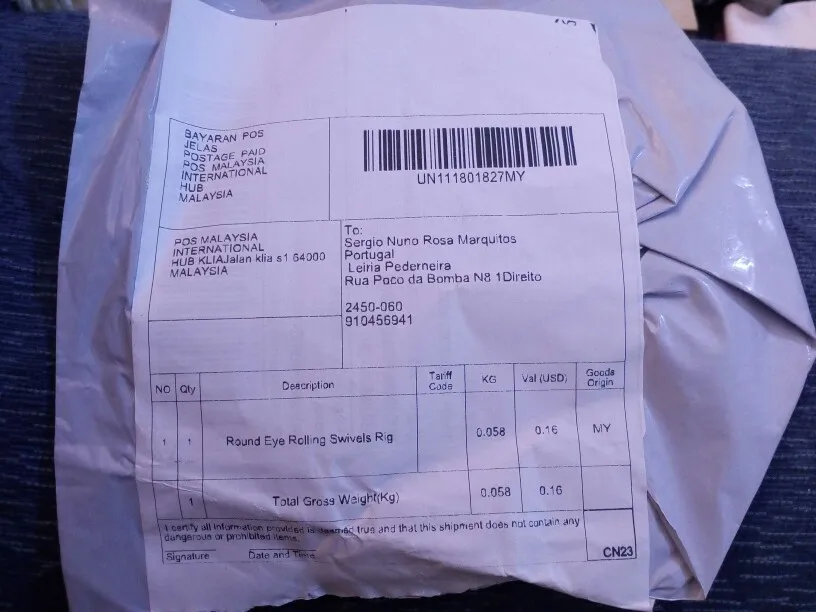 BAYARAN POS
JELAS
POSTAGE PAID
POS MALAYSIA
INTERNATIONAL
HUB
MALAYSIA
UN111801827MY
POS MALAYSIA
INTERNATIONAL
HUB KLIAJalan klia s1 64000
MALAYSIA
To:
Sergio Nuno Rosa Marquitos
Portugal
Leiria Pederneira
Rua Poco da Bomba N8 1Direito
2450-060
910456941
NO Qty Description Tariff Code KG Val (USD) Goods Origin
1 1 Round Eye Rolling Swivels Rig 0.058 0.16 MY
1 Total Gross Weight(Kg) 0.058 0.16
I certify all information provided is deemed true and that this shipment does not contain any
dangerous or prohibited items.
Signature Date and Time
CN23